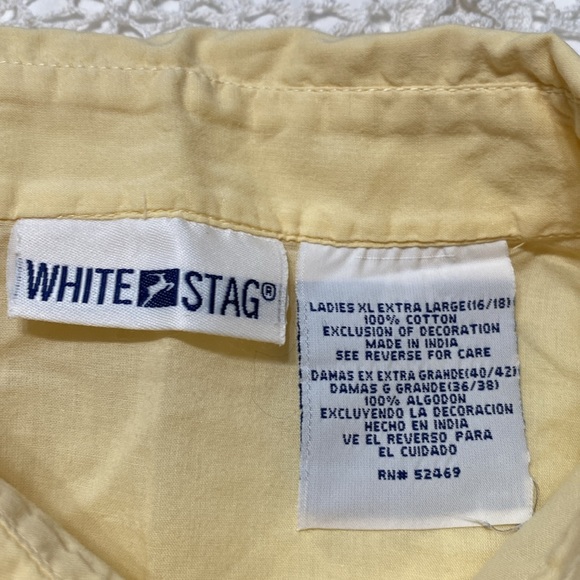 WHITE STAG®
LADIES XL EXTRA LARGE(16/18)
100% COTTON
EXCLUSION OF DECORATION
MADE IN INDIA
SEE REVERSE FOR CARE
DAMAS EX EXTRA GRANDE(40/42)
DAMAS G GRANDE(36/38)
100% ALGODON
EXCLUYENDO LA DECORACION
HECHO EN INDIA
VE EL REVERSO PARA
EL CUIDADO
RN# 52469